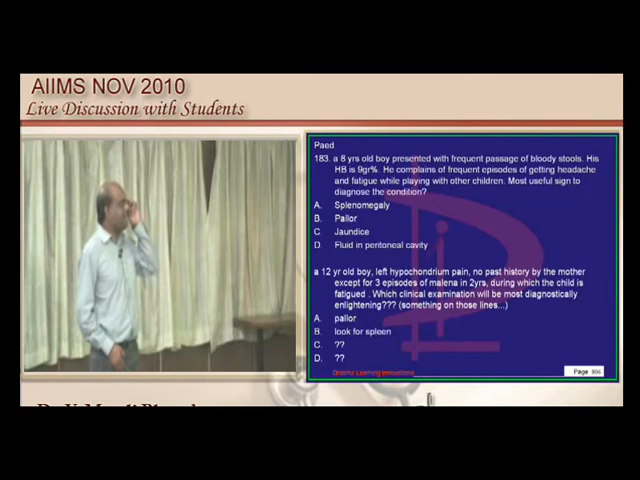 AIIMS NOV 2010
Live Discussion with Students
Paed
183. a 8 yrs old boy presented with frequent passage of bloody stools. His
HB is 9gr%. He complains of frequent episodes of getting headache
and fatigue while playing with other children. Most useful sign to
diagnose the condition?
A. Splenomegaly
B. Pallor
C. Jaundice
D. Fluid in peritoneal cavity
a 12 yr old boy, left hypochondrium pain, no past history by the mother
except for 3 episodes of malena in 2yrs, during which the child is
fatigued . Which clinical examination will be most diagnostically
enlightening??? (something on those lines...)
A. pallor
B. look for spleen
C. ??
D. ??
Learning Innovations
Page